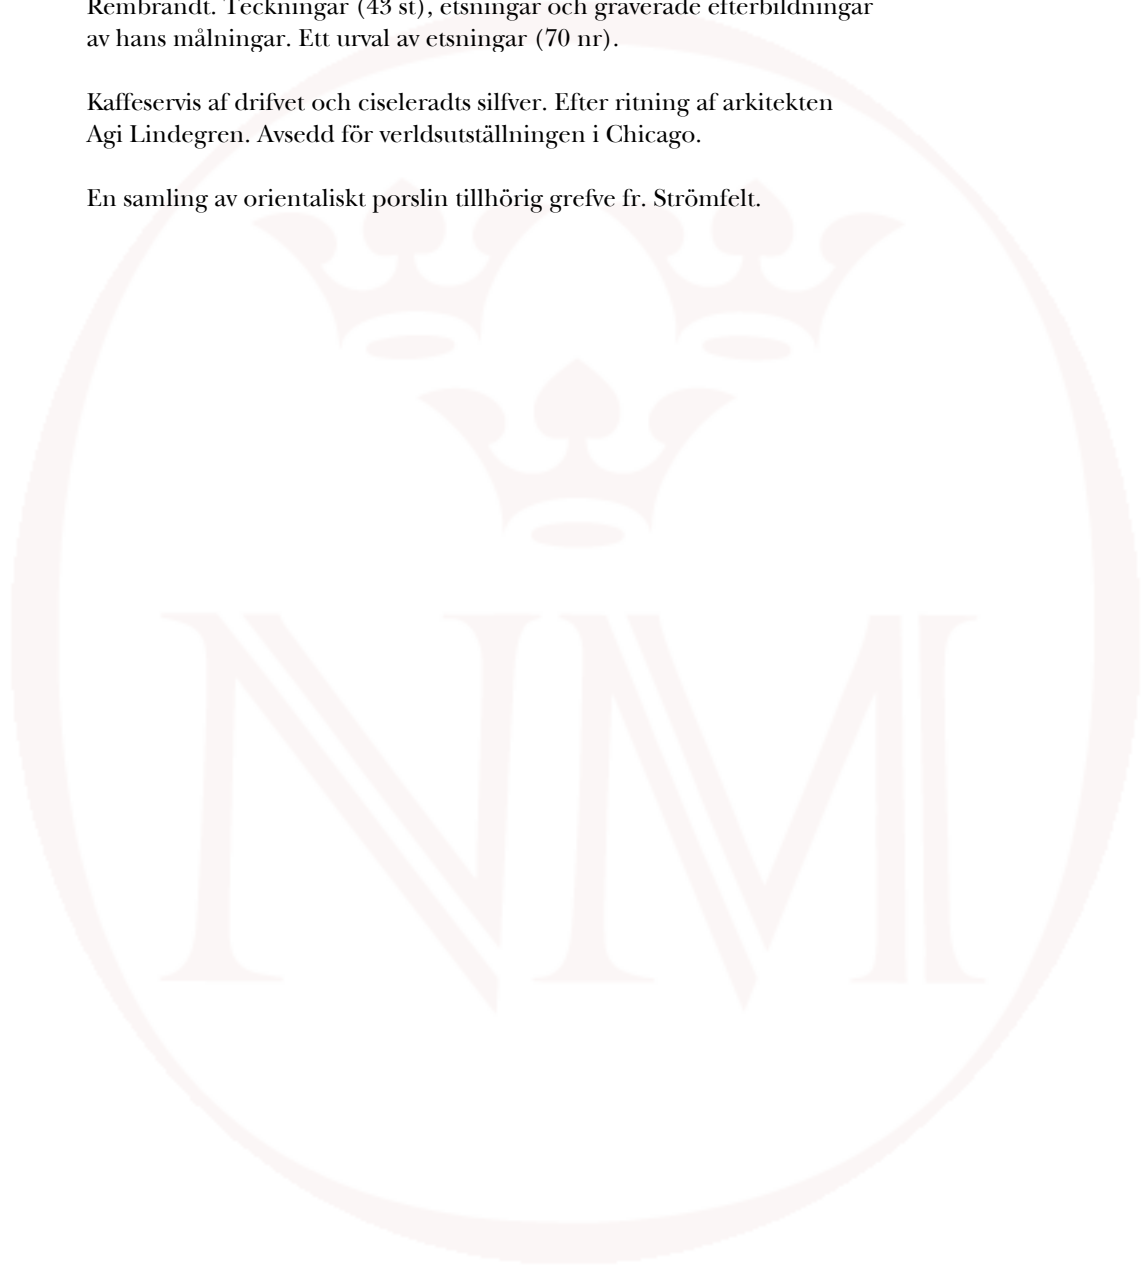 Rembrandt. Teckningar (43 st), etsningar och graverade efterbildningar
av hans målningar. Ett urval av etsningar (70 nr).
Kaffeservis af drifvet och ciseleradts silfver. Efter ritning af arkitekten
Agi Lindegren. Avsedd för verldsutställningen i Chicago.
En samling av orientaliskt porslin tillhörig grefve fr. Strömfelt.
NM